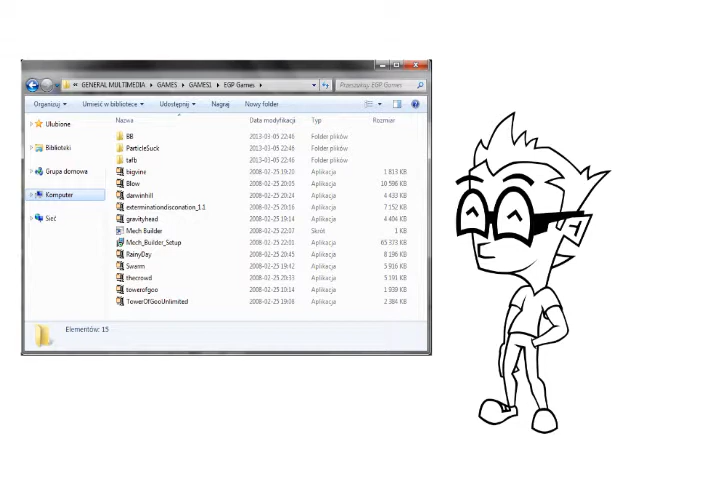 « GENERAL MULTIMEDIA ▸ GAMES ▸ GAMES1 ▸ EGP Games ▸ Przeszukaj: EGP Games
Organizuj Umieść w bibliotece Udostępnij Nagraj Nowy folder
Nazwa Data modyfikacji Typ Rozmiar
Ulubione
Biblioteki
Grupa domowa
Komputer
Sieć
BB 2013-03-05 22:46 Folder plików
ParticleSuck 2013-03-05 22:46 Folder plików
tafb 2013-03-05 22:46 Folder plików
bigvine 2008-02-25 19:20 Aplikacja 1 813 KB
Blow 2008-02-25 20:05 Aplikacja 10 586 KB
darwinhill 2008-02-25 20:24 Aplikacja 4 433 KB
exterminationdisconation_1.1 2008-02-25 20:16 Aplikacja 7 152 KB
gravityhead 2008-02-25 19:14 Aplikacja 4 404 KB
Mech Builder 2008-02-25 22:07 Skrót 1 KB
Mech_Builder_Setup 2008-02-25 22:01 Aplikacja 65 373 KB
RainyDay 2008-02-25 20:45 Aplikacja 8 196 KB
Swarm 2008-02-25 19:42 Aplikacja 5 916 KB
thecrowd 2008-02-25 20:33 Aplikacja 5 191 KB
towerofgoo 2008-02-25 10:14 Aplikacja 1 939 KB
TowerOfGooUnlimited 2008-02-25 19:08 Aplikacja 2 384 KB
Elementów: 15